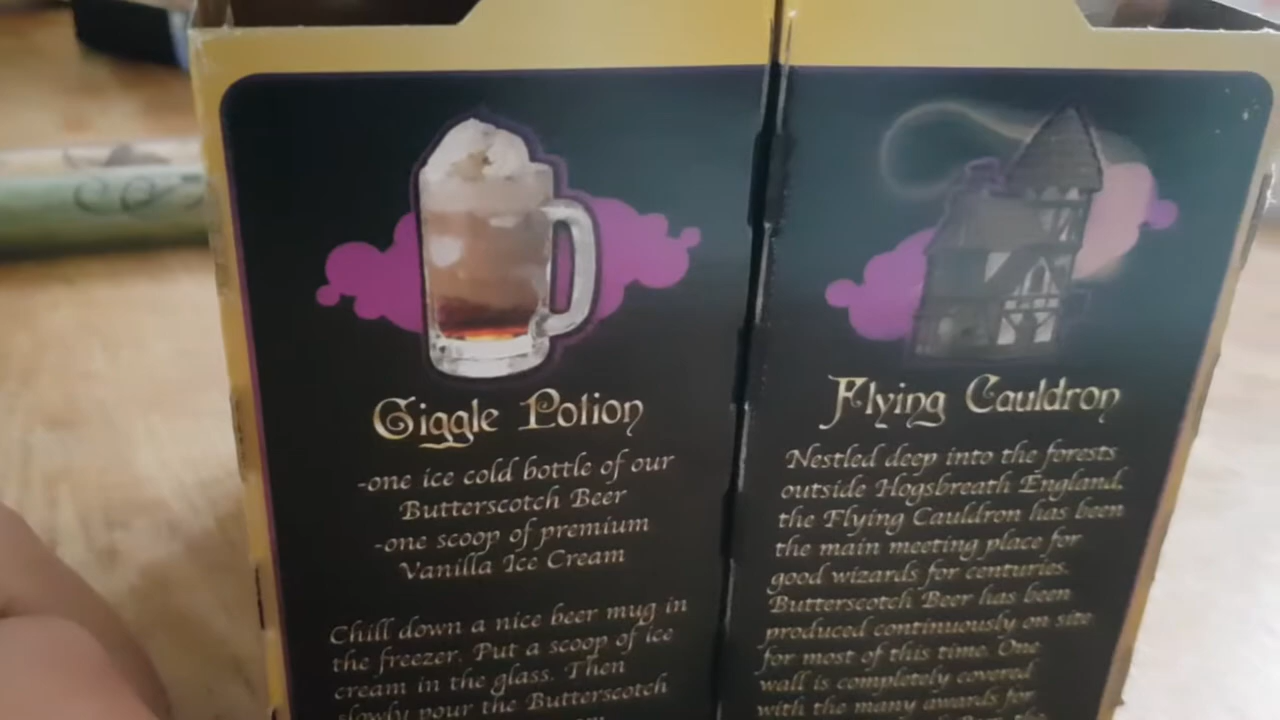 Giggle Potion
-one ice cold bottle of our
Butterscotch Beer
-one scoop of premium
Vanilla Ice Cream
Chill down a nice beer mug in
the freezer. Put a scoop of ice
cream in the glass. Then
slowly pour the Butterscotch
Flying Cauldron
Nestled deep into the forests
outside Hogsbreath England,
the Flying Cauldron has been
the main meeting place for
good wizards for centuries.
Butterscotch Beer has been
produced continuously on site
for most of this time. One
wall is completely covered
with the many awards for